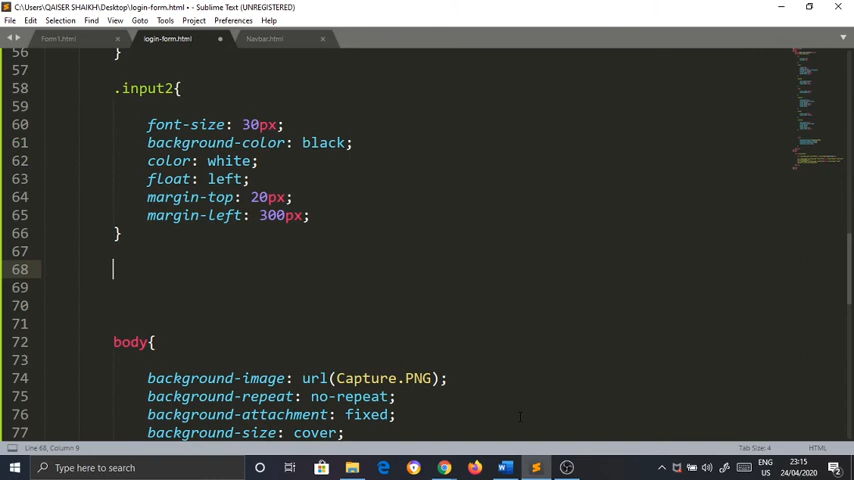 C:\Users\QAISER SHAIKH\Desktop\login-form.html • - Sublime Text (UNREGISTERED)
File Edit Selection Find View Goto Tools Project Preferences Help
Form1.html × login-form.html Navbar.html ×
56 }
57
58 .input2{
59
60 font-size: 30px;
61 background-color: black;
62 color: white;
63 float: left;
64 margin-top: 20px;
65 margin-left: 300px;
66 }
67
68
69
70
71
72 body{
73
74 background-image: url(Capture.PNG);
75 background-repeat: no-repeat;
76 background-attachment: fixed;
77 background-size: cover;
Line 68, Column 9 Tab Size: 4 HTML
Type here to search
ENG
US
23:15
24/04/2020
2